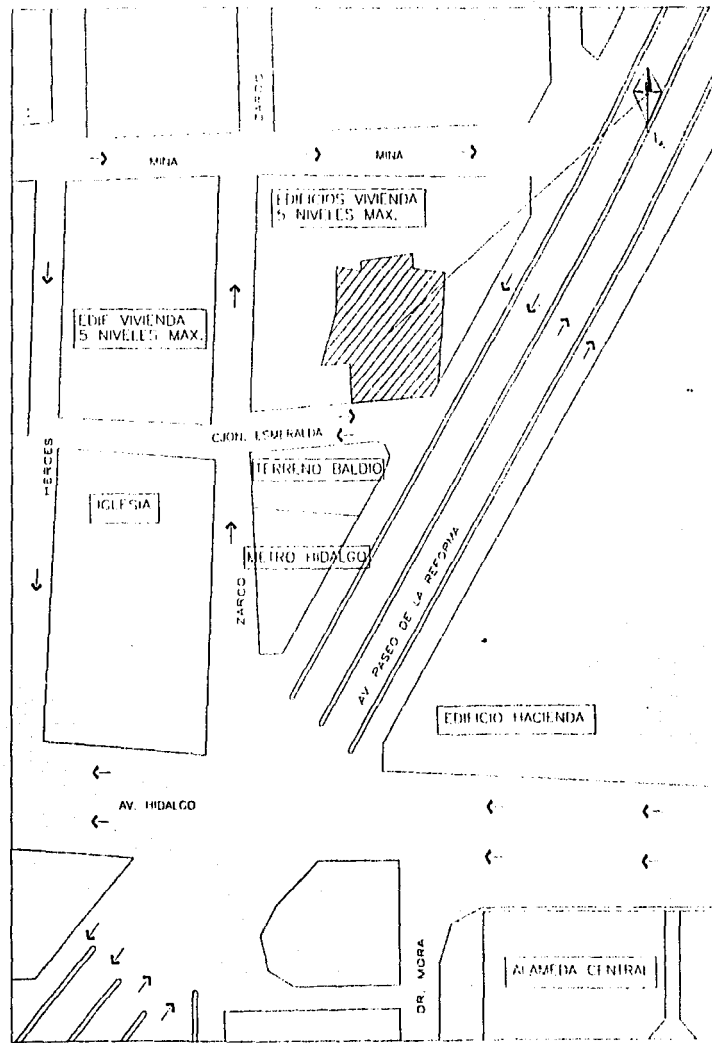 ZARCO
MINA
MINA
EDIFICIOS VIVIENDA
5 NIVELES MAX.
EDIF. VIVIENDA
5 NIVELES MAX.
CJON. ESMERALDA
HEROES
TERRENO BALDIO
IGLESIA
METRO HIDALGO
ZARCO
AV. PASEO DE LA REFORMA
EDIFICIO HACIENDA
AV. HIDALGO
DR. MORA
ALAMEDA CENTRAL